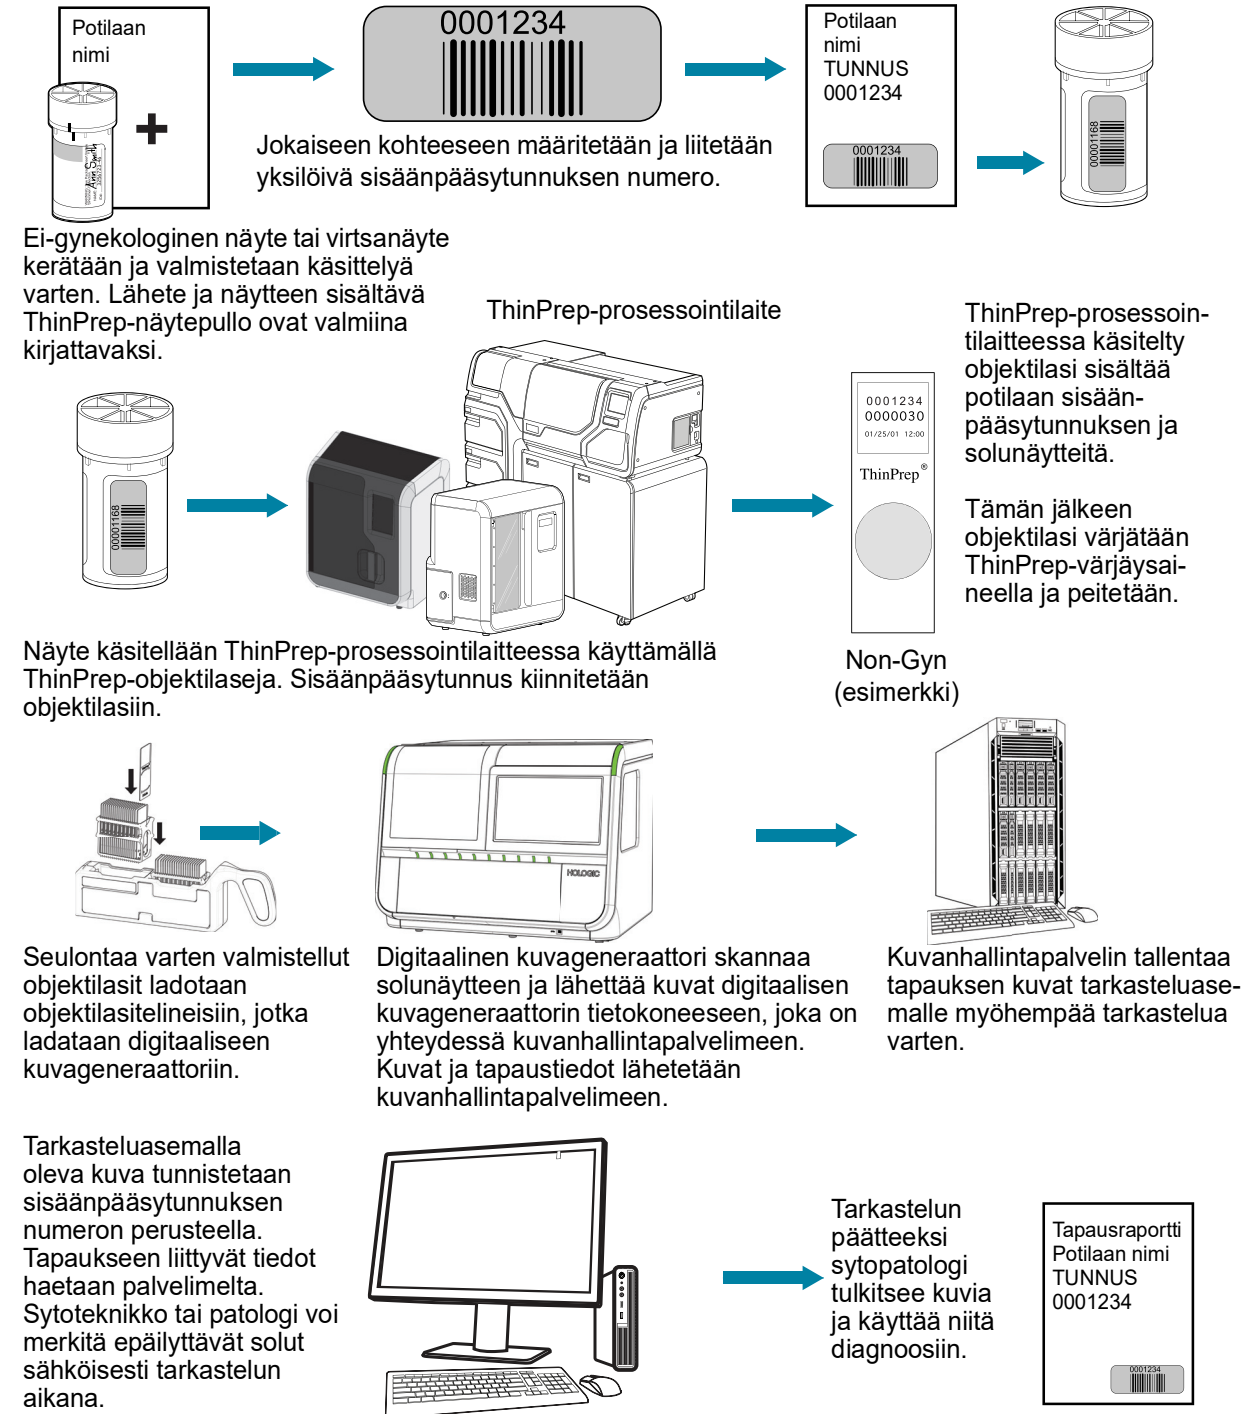 Potilaan
nimi
Ann Smith
0001234
Jokaiseen kohteeseen määritetään ja liitetään
yksilöivä sisäänpääsytunnuksen numero.
Potilaan
nimi
TUNNUS
0001234
0001234
00001168
Ei-gynekologinen näyte tai virtsanäyte
kerätään ja valmistetaan käsittelyä
varten. Lähete ja näytteen sisältävä
ThinPrep-näytepullo ovat valmiina
kirjattavaksi.
ThinPrep-prosessointilaite
ThinPrep-prosessoin-
tilaitteessa käsitelty
objektilasi sisältää
potilaan sisään-
pääsytunnuksen ja
solunäytteitä.
Tämän jälkeen
objektilasi värjätään
ThinPrep-värjäysai-
neella ja peitetään.
00001168
0001234
0000030
01/25/01 12:00
ThinPrep®
Non-Gyn
(esimerkki)
Näyte käsitellään ThinPrep-prosessointilaitteessa käyttämällä
ThinPrep-objektilaseja. Sisäänpääsytunnus kiinnitetään
objektilasiin.
HOLOGIC
Seulontaa varten valmistellut
objektilasit ladotaan
objektilasitelineisiin, jotka
ladataan digitaaliseen
kuvageneraattoriin.
Digitaalinen kuvageneraattori skannaa
solunäytteen ja lähettää kuvat digitaalisen
kuvageneraattorin tietokoneeseen, joka on
yhteydessä kuvanhallintapalvelimeen.
Kuvat ja tapaustiedot lähetetään
kuvanhallintapalvelimeen.
Kuvanhallintapalvelin tallentaa
tapauksen kuvat tarkasteluase-
malle myöhempää tarkastelua
varten.
Tarkasteluasemalla
oleva kuva tunnistetaan
sisäänpääsytunnuksen
numeron perusteella.
Tapaukseen liittyvät tiedot
haetaan palvelimelta.
Sytoteknikko tai patologi voi
merkitä epäilyttävät solut
sähköisesti tarkastelun
aikana.
Tarkastelun
päätteeksi
sytopatologi
tulkitsee kuvia
ja käyttää niitä
diagnoosiin.
Tapausraportti
Potilaan nimi
TUNNUS
0001234
0001234